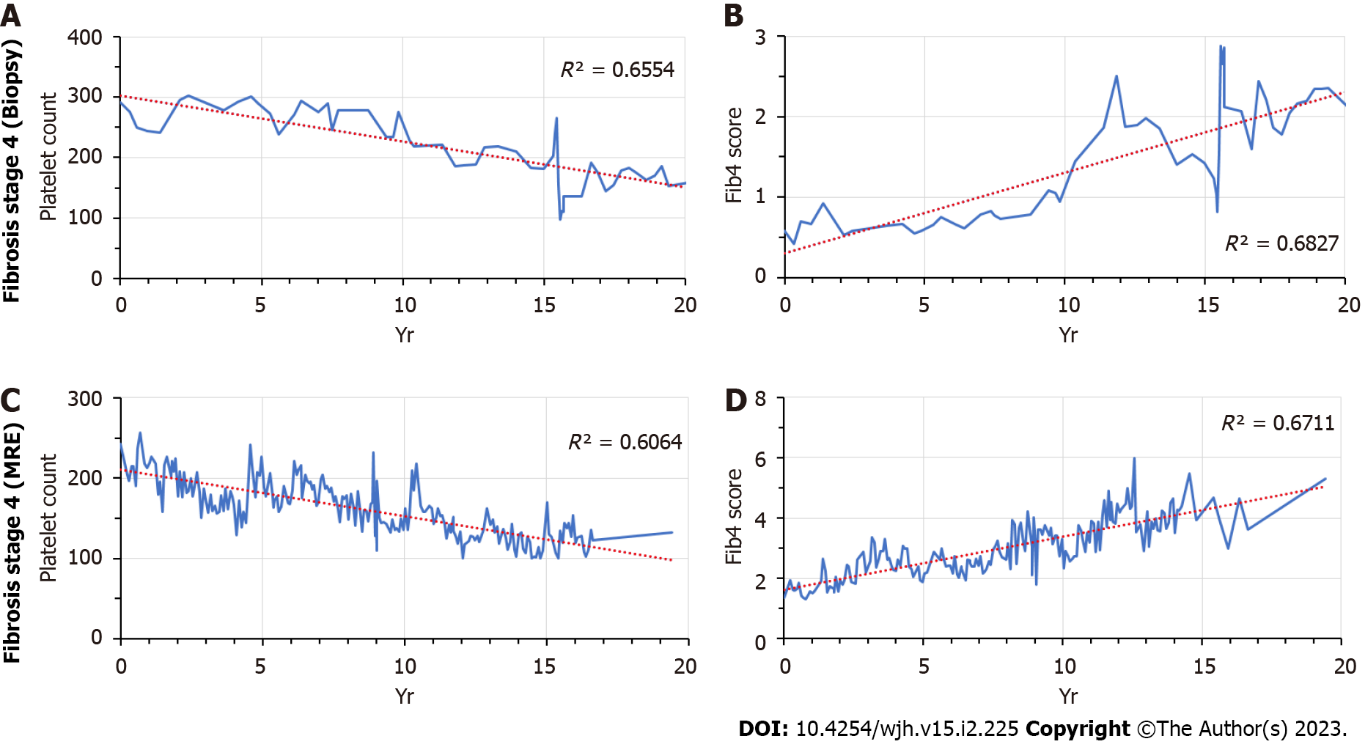 A
Fibrosis stage 4 (Biopsy)
Platelet count
400
300
200
100
0
R² = 0.6554
0 5 10 15 20
Yr
B
Fib4 score
3
2
1
0
R² = 0.6827
0 5 10 15 20
Yr
C
Fibrosis stage 4 (MRE)
Platelet count
300
200
100
0
R² = 0.6064
0 5 10 15 20
Yr
D
Fib4 score
8
6
4
2
0
R² = 0.6711
0 5 10 15 20
Yr
DOI: 10.4254/wjh.v15.i2.225 Copyright ©The Author(s) 2023.